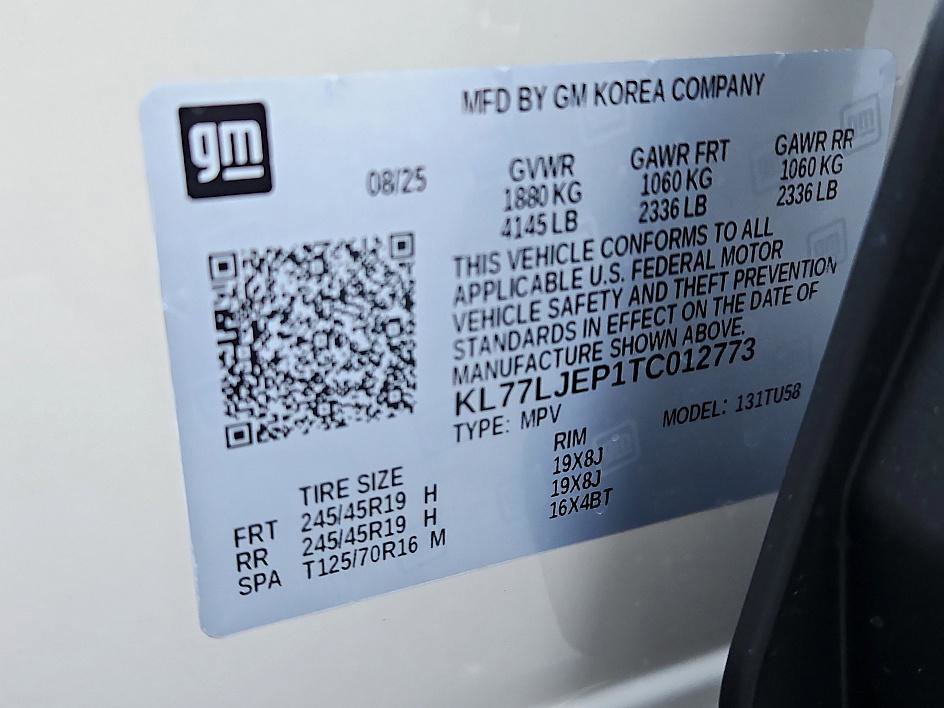 gm
MFD BY GM KOREA COMPANY
08/25
GVWR GAWR FRT GAWR RR
1880 KG 1060 KG 1060 KG
4145 LB 2336 LB 2336 LB
THIS VEHICLE CONFORMS TO ALL
APPLICABLE U.S. FEDERAL MOTOR
VEHICLE SAFETY AND THEFT PREVENTION
STANDARDS IN EFFECT ON THE DATE OF
MANUFACTURE SHOWN ABOVE.
KL77LJEP1TC012773
TYPE: MPV MODEL: 131TU58
TIRE SIZE RIM
FRT 245/45R19 H 19X8J
RR 245/45R19 H 19X8J
SPA T125/70R16 M 16X4BT